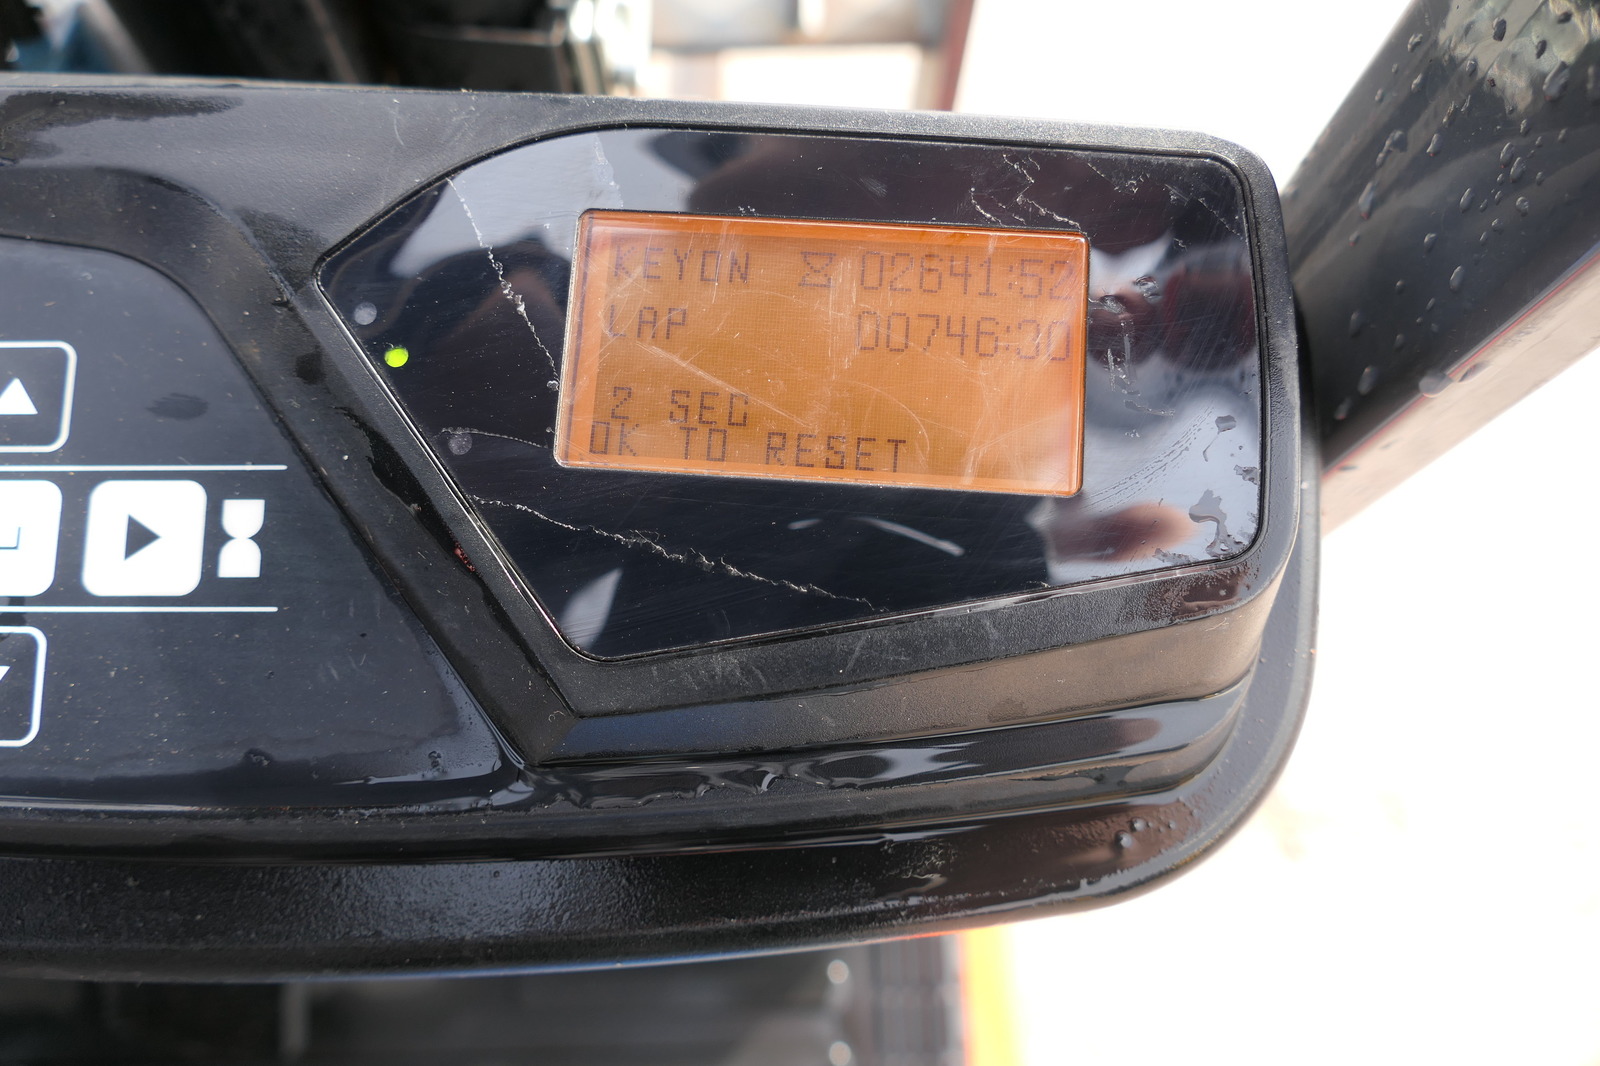 KEYON 02641:52
LAP 00746:30
2 SEC
OK TO RESET